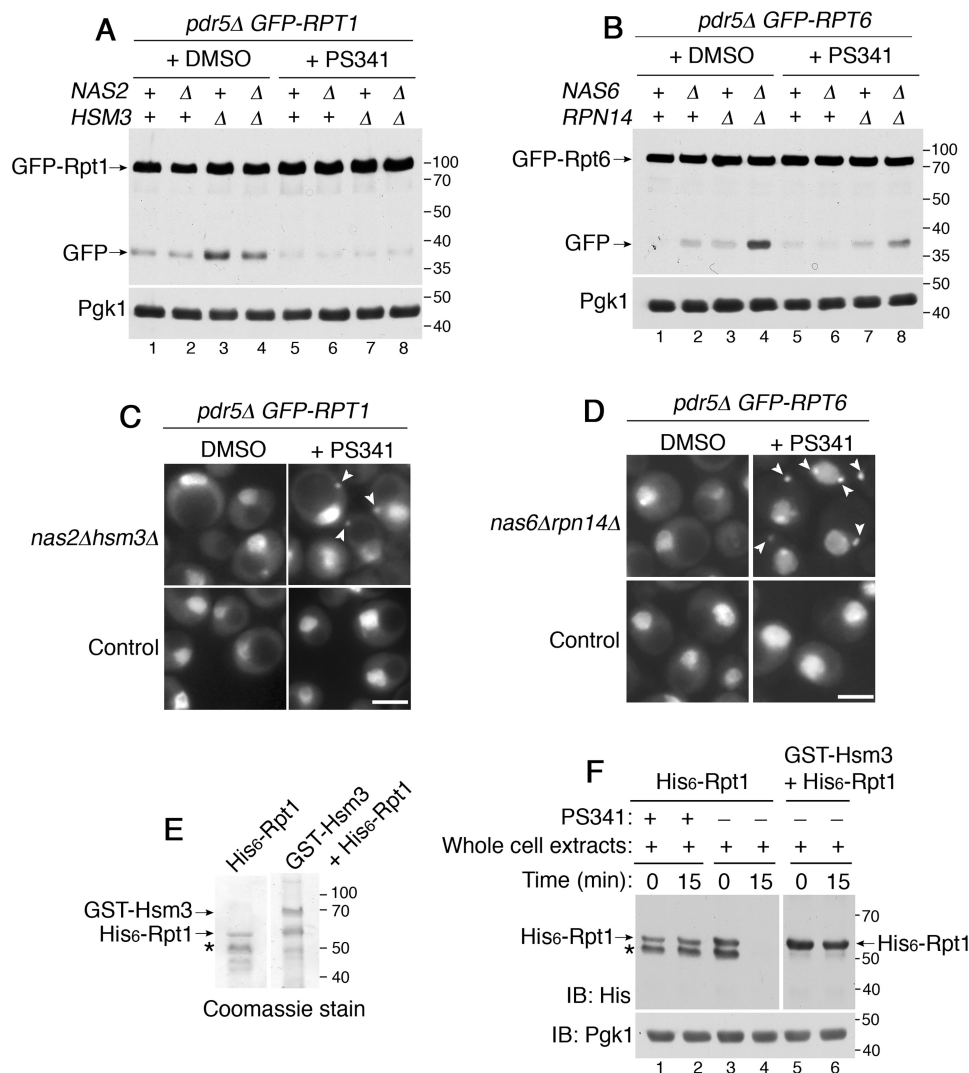 A
pdr5Δ GFP-RPT1
+ DMSO + PS341
NAS2 + Δ + Δ + Δ + Δ
HSM3 + + Δ Δ + + Δ Δ
GFP-Rpt1
100
70
50
GFP
40
35
Pgk1
50
40
1 2 3 4 5 6 7 8
B
pdr5Δ GFP-RPT6
+ DMSO + PS341
NAS6 + Δ + Δ + Δ + Δ
RPN14 + + Δ Δ + + Δ Δ
GFP-Rpt6
100
70
50
GFP
40
35
Pgk1
50
40
1 2 3 4 5 6 7 8
C
pdr5Δ GFP-RPT1
DMSO + PS341
nas2Δhsm3Δ
Control
D
pdr5Δ GFP-RPT6
DMSO + PS341
nas6Δrpn14Δ
Control
E
His6-Rpt1
GST-Hsm3
+ His6-Rpt1
100
GST-Hsm3
70
His6-Rpt1
*
50
40
Coomassie stain
F
His6-Rpt1
GST-Hsm3
+ His6-Rpt1
PS341: + + – – – –
Whole cell extracts: + + + + + +
Time (min): 0 15 0 15 0 15
70
His6-Rpt1
His6-Rpt1
*
50
40
IB: His
IB: Pgk1
50
40
1 2 3 4 5 6